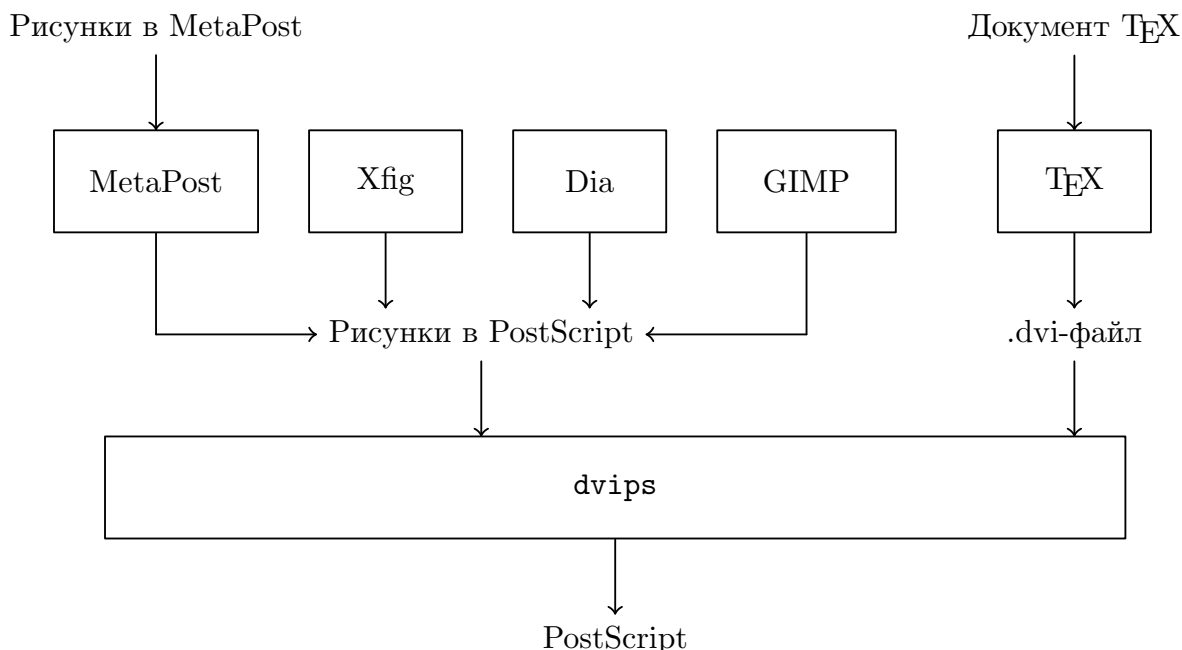 Рисунки в MetaPost
Документ TEX
MetaPost
Xfig
Dia
GIMP
TEX
Рисунки в PostScript
.dvi-файл
dvips
PostScript